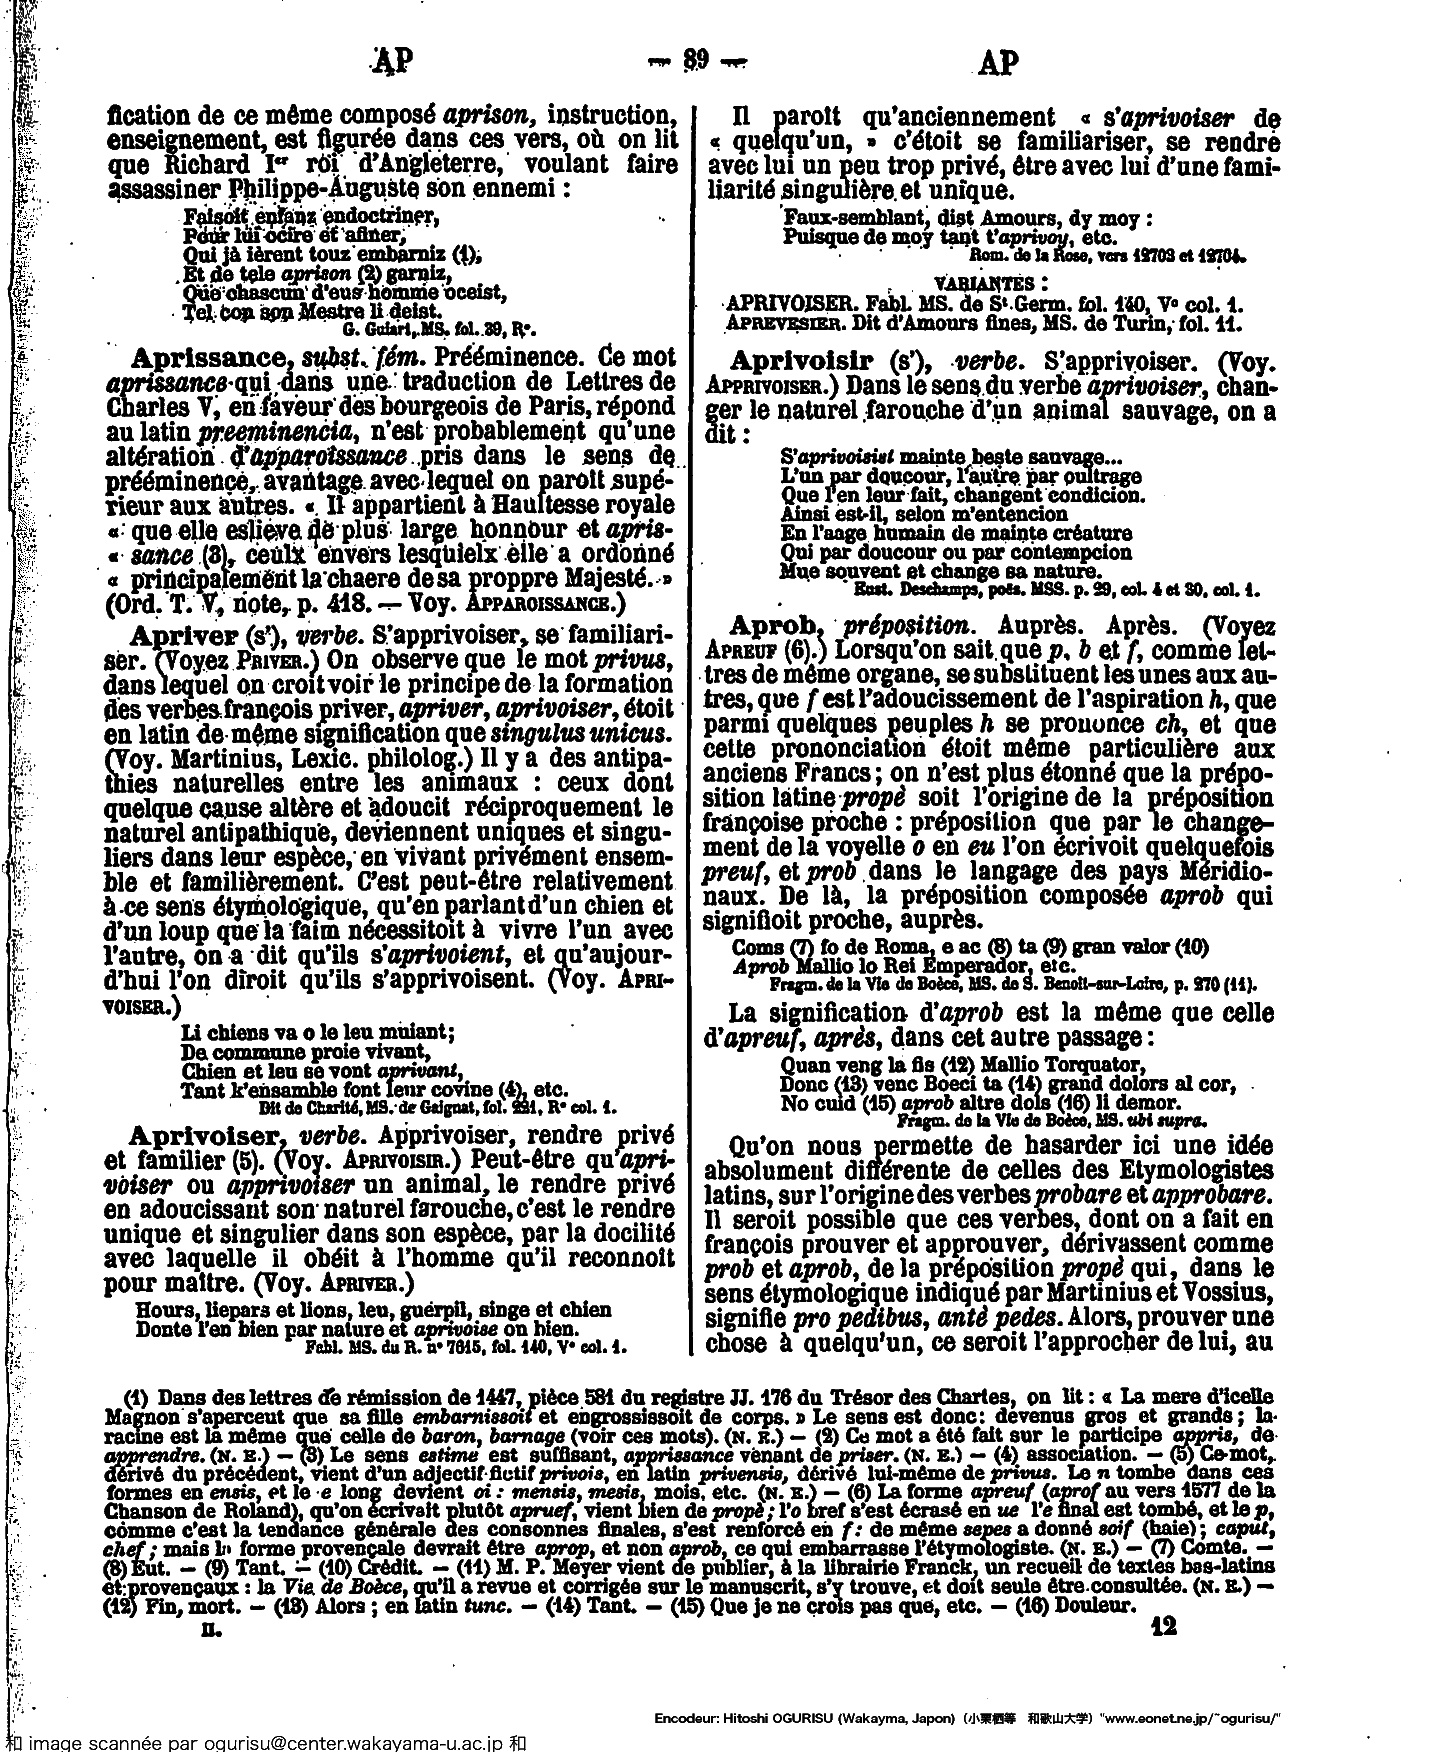 AP
— 89 —
AP
fication de ce même composé aprison, instruction,
enseignement, est figurée dans ces vers, où on lit
que Richard Ier roi d'Angleterre, voulant faire
assassiner Philippe-Auguste son ennemi :
Faisoit enfanz endoctriner,
Pour lui ocire et afiner,
Qui jà ièrent touz embarniz (1),
Et de tele aprison (2) garniz,
Que chascun d'eus homme oceist,
Tel cop son Mestre li deist.
G. Guiart, MS. fol. 39, R°.
Aprissance, subst. fém. Prééminence. Ce mot
aprissance qui dans une traduction de Lettres de
Charles V, en faveur des bourgeois de Paris, répond
au latin preeminencia, n'est probablement qu'une
altération d'apparoissance pris dans le sens de
prééminence, avantage avec lequel on paroît supé-
rieur aux autres. « Il appartient à Haultesse royale
« que elle eslieve de plus large honnour et apris-
« sance (3), ceulx envers lesquielx elle a ordonné
« principalement la chaere de sa proppre Majesté. »
(Ord. T. V, note, p. 418. — Voy. APPAROISSANCE.)
Apriver (s'), verbe. S'apprivoiser, se familiari-
ser. (Voyez PRIVER.) On observe que le mot privus,
dans lequel on croit voir le principe de la formation
des verbes françois priver, apriver, aprivoiser, étoit
en latin de même signification que singulus unicus.
(Voy. Martinius, Lexic. philolog.) Il y a des antipa-
thies naturelles entre les animaux : ceux dont
quelque cause altère et adoucit réciproquement le
naturel antipathique, deviennent uniques et singu-
liers dans leur espèce, en vivant privément ensem-
ble et familièrement. C'est peut-être relativement
à ce sens étymologique, qu'en parlant d'un chien et
d'un loup que la faim nécessitoit à vivre l'un avec
l'autre, on a dit qu'ils s'aprivoient, et qu'aujour-
d'hui l'on diroit qu'ils s'apprivoisent. (Voy. APRI-
VOISER.)
Li chiens va o le leu muiant;
De commune proie vivant,
Chien et leu se vont aprivant,
Tant k'ensamble font leur covine (4), etc.
Dit de Charité, MS. de Gaignat, fol. 221, R° col. 1.
Aprivoiser, verbe. Apprivoiser, rendre privé
et familier (5). (Voy. APRIVOISIR.) Peut-être qu'apri-
voiser ou apprivoiser un animal, le rendre privé
en adoucissant son naturel farouche, c'est le rendre
unique et singulier dans son espèce, par la docilité
avec laquelle il obéit à l'homme qu'il reconnoît
pour maître. (Voy. APRIVER.)
Hours, liepars et lions, leu, guerpil, singe et chien
Donte l'en bien par nature et aprivoise on bien.
Fabl. MS. du R. n° 7615, fol. 140, V° col. 1.
Il paroît qu'anciennement « s'aprivoiser de
« quelqu'un, » c'étoit se familiariser, se rendre
avec lui un peu trop privé, être avec lui d'une fami-
liarité singulière et unique.
Faux-semblant, dist Amours, dy moy :
Puisque de moy tant t'aprivoy, etc.
Rom. de la Rose, vers 12703 et 12704.
VARIANTES :
APRIVOISER. Fabl. MS. de St Germ. fol. 140, V° col. 1.
APREVESIER. Dit d'Amours fines, MS. de Turin, fol. 11.
Aprivoisir (s'), verbe. S'apprivoiser. (Voy.
APPRIVOISER.) Dans le sens du verbe aprivoiser, chan-
ger le naturel farouche d'un animal sauvage, on a
dit :
S'aprivoisist mainte beste sauvage...
L'un par doucour, l'autre par oultrage
Que l'en leur fait, changent condicion.
Ainsi est-il, selon m'entencion
En l'aage humain de mainte créature
Qui par doucour ou par contempcion
Mue souvent et change sa nature.
Eust. Deschamps, poës. MSS. p. 29, col. 4 et 30, col. 1.
Aprob, préposition. Auprès. Après. (Voyez
APREUF (6).) Lorsqu'on sait que p, b et f, comme let-
tres de même organe, se substituent les unes aux au-
tres, que f est l'adoucissement de l'aspiration h, que
parmi quelques peuples h se prononce ch, et que
cette prononciation étoit même particulière aux
anciens Francs ; on n'est plus étonné que la prépo-
sition latine propè soit l'origine de la préposition
françoise proche : préposition que par le change-
ment de la voyelle o en eu l'on écrivoit quelquefois
preuf, et prob dans le langage des pays Méridio-
naux. De là, la préposition composée aprob qui
signifioit proche, auprès.
Coms (7) fo de Roma, e ac (8) ta (9) gran valor (10)
Aprob Mallio lo Rei Emperador, etc.
Fragm. de la Vie de Boèce, MS. de S. Benoît-sur-Loire, p. 270 (11).
La signification d'aprob est la même que celle
d'apreuf, après, dans cet autre passage :
Quan veng la fis (12) Mallio Torquator,
Donc (13) venc Boeci ta (14) grand dolors al cor,
No cuid (15) aprob altre dols (16) li demor.
Fragm. de la Vie de Boèce, MS. ubi supra.
Qu'on nous permette de hasarder ici une idée
absolument différente de celles des Etymologistes
latins, sur l'origine des verbes probare et approbare.
Il seroit possible que ces verbes, dont on a fait en
françois prouver et approuver, dérivassent comme
prob et aprob, de la préposition propè qui, dans le
sens étymologique indiqué par Martinius et Vossius,
signifie pro pedibus, antè pedes. Alors, prouver une
chose à quelqu'un, ce seroit l'approcher de lui, au
(1) Dans des lettres de rémission de 1447, pièce 581 du registre JJ. 176 du Trésor des Chartes, on lit : « La mere d'icelle
Magnon s'aperceut que sa fille embarnissoit et engrossissoit de corps. » Le sens est donc : devenus gros et grands ; la
racine est la même que celle de baron, barnage (voir ces mots). (N. E.) — (2) Ce mot a été fait sur le participe appris, de
apprendre. (N. E.) — (3) Le sens estime est suffisant, apprissance venant de priser. (N. E.) — (4) association. — (5) Ce mot,
dérivé du précédent, vient d'un adjectif fictif privois, en latin privensis, dérivé lui-même de privus. Le n tombe dans ces
formes en ensis, et le e long devient oi : mensis, mesis, mois, etc. (N. E.) — (6) La forme apreuf (aprof au vers 1577 de la
Chanson de Roland), qu'on écrivait plutôt apruef, vient bien de propè ; l'o bref s'est écrasé en ue l'e final est tombé, et le p,
comme c'est la tendance générale des consonnes finales, s'est renforcé en f : de même sepes a donné soif (haie) ; caput,
chef ; mais la forme provençale devrait être aprop, et non aprob, ce qui embarrasse l'étymologiste. (N. E.) — (7) Comte. —
(8) Eut. — (9) Tant. — (10) Crédit. — (11) M. P. Meyer vient de publier, à la librairie Franck, un recueil de textes bas-latins
et provençaux : la Vie de Boèce, qu'il a revue et corrigée sur le manuscrit, s'y trouve, et doit seule être consultée. (N. E.) —
(12) Fin, mort. — (13) Alors ; en latin tunc. — (14) Tant. — (15) Que je ne crois pas que, etc. — (16) Douleur.
II.
12
Encodeur: Hitoshi OGURISU (Wakayma, Japon) (小栗栖等 和歌山大学) "www.eonet.ne.jp/~ogurisu/"
和 image scannée par ogurisu@center.wakayama-u.ac.jp 和